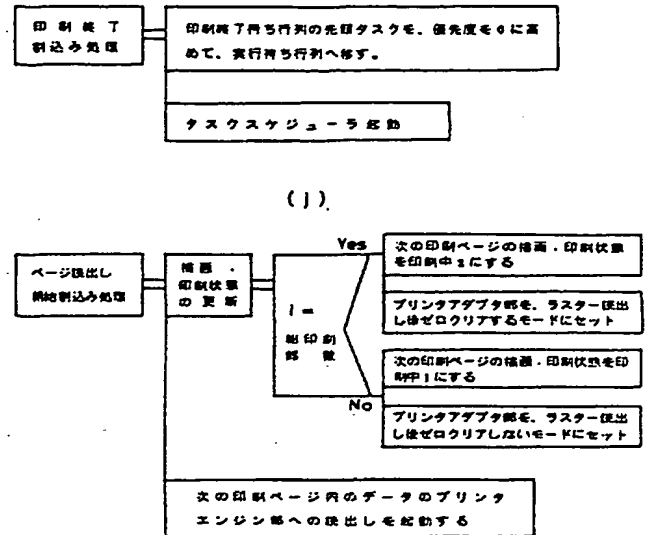 印刷終了
割込み処理
印刷終了待ち行列の先頭タスクを、優先度を0に高
めて、実行待ち行列へ移す。
タスクスケジューラ起動
(j)
ページ読出し
開始割込み処理
描画・
印刷状態
の更新
i=
総印刷
部数
Yes
次の印刷ページの描画・印刷状態
を印刷中2にする
プリンタアダプタ部を、ラスター読出
し後ゼロクリアするモードにセット
次の印刷ページの描画・印刷状態を印
刷中1にする
No
プリンタアダプタ部を、ラスター読出
し後ゼロクリアしないモードにセット
次の印刷ページ内のデータのプリンタ
エンジン部への読出しを起動する